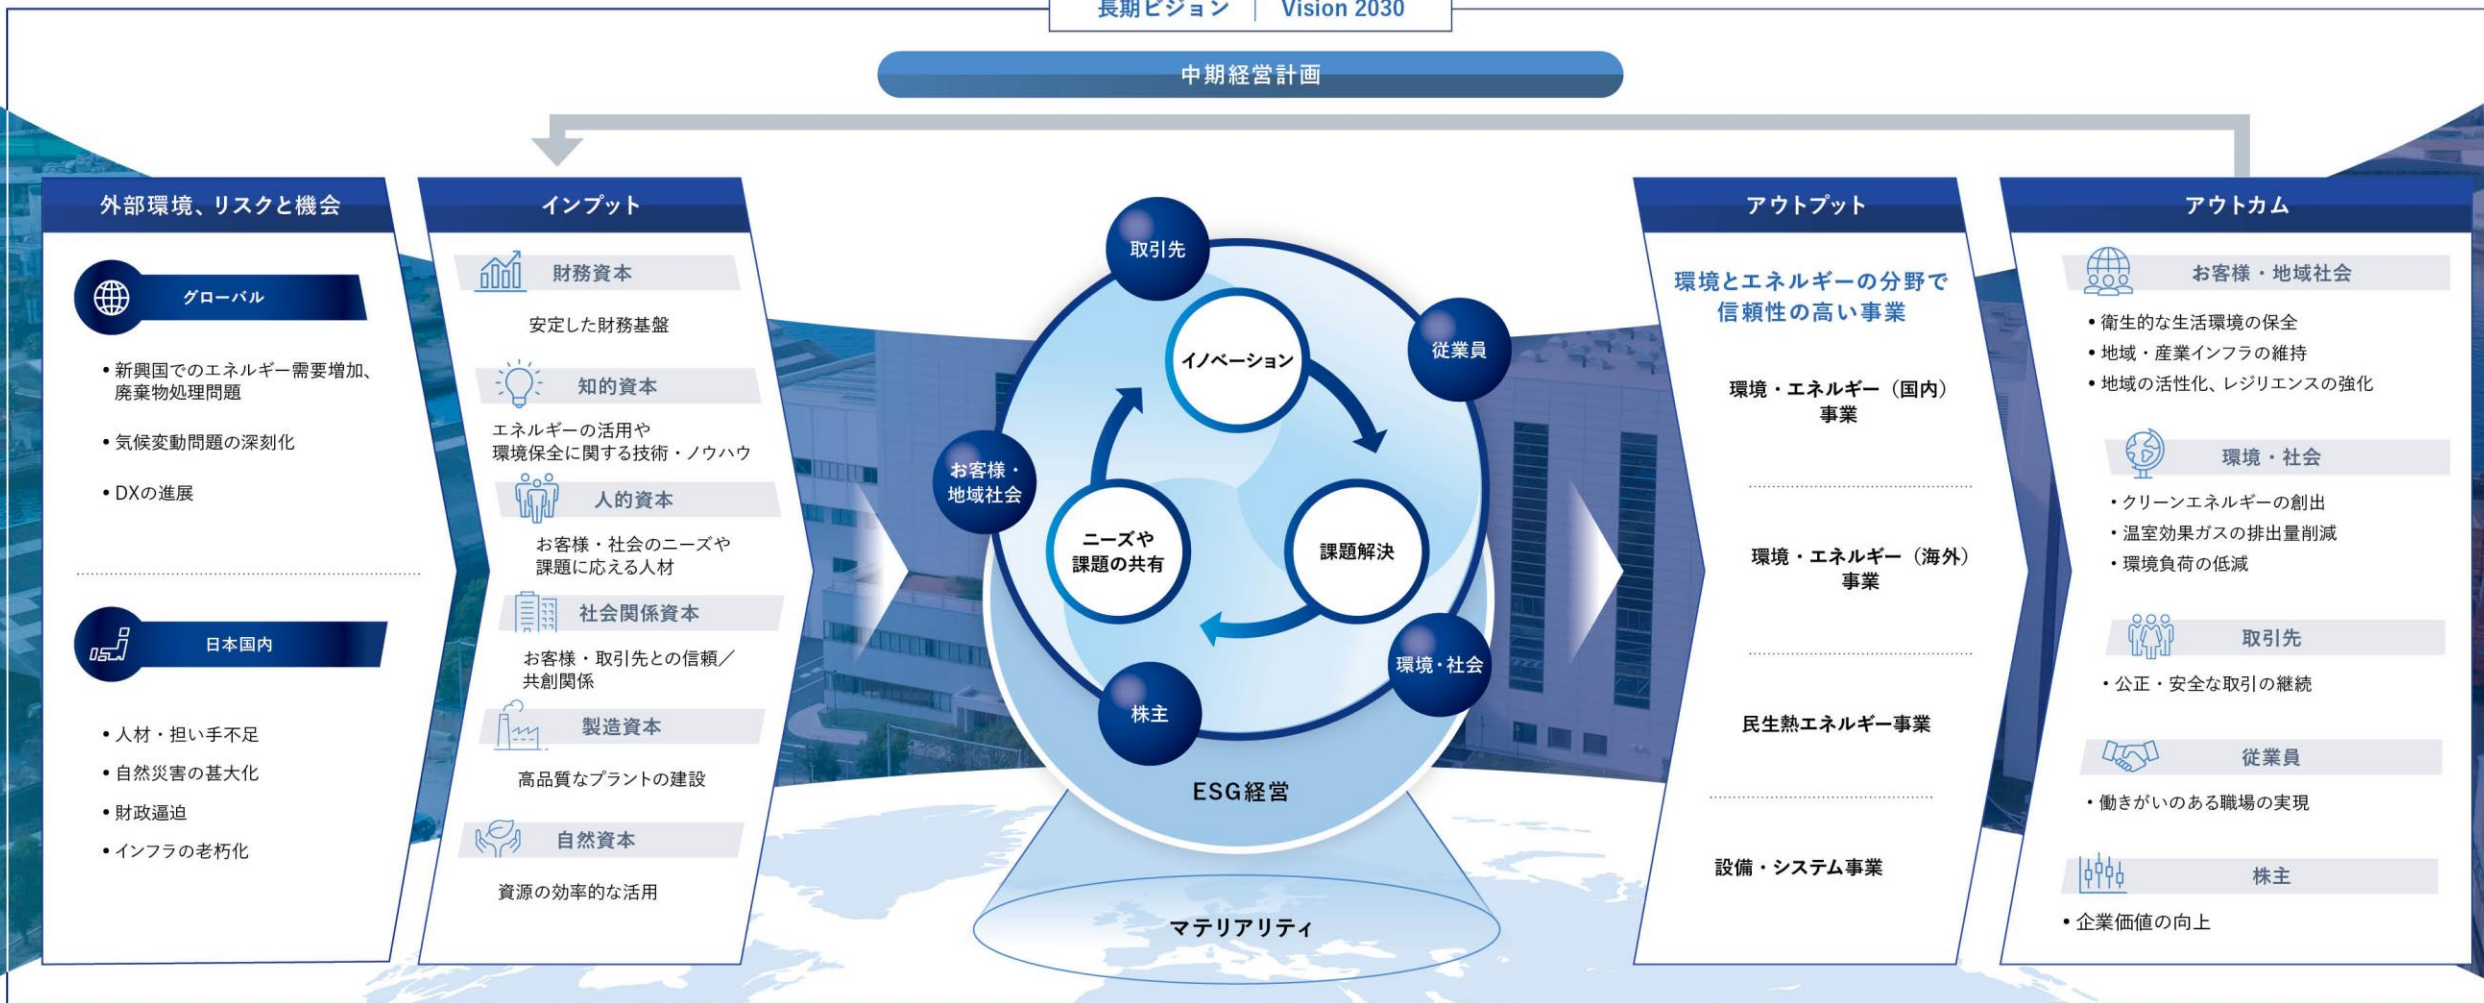 長期ビジョン | Vision 2030
中期経営計画
外部環境、リスクと機会
グローバル
• 新興国でのエネルギー需要増加、
廃棄物処理問題
• 気候変動問題の深刻化
• DXの進展
日本国内
• 人材・担い手不足
• 自然災害の甚大化
• 財政逼迫
• インフラの老朽化
インプット
財務資本
安定した財務基盤
知的資本
エネルギーの活用や
環境保全に関する技術・ノウハウ
人的資本
お客様・社会のニーズや
課題に応える人材
社会関係資本
お客様・取引先との信頼／
共創関係
製造資本
高品質なプラントの建設
自然資本
資源の効率的な活用
取引先
従業員
お客様・
地域社会
環境・社会
株主
イノベーション
課題解決
ニーズや
課題の共有
ESG経営
マテリアリティ
アウトプット
環境とエネルギーの分野で
信頼性の高い事業
環境・エネルギー（国内）
事業
環境・エネルギー（海外）
事業
民生熱エネルギー事業
設備・システム事業
アウトカム
お客様・地域社会
• 衛生的な生活環境の保全
• 地域・産業インフラの維持
• 地域の活性化、レジリエンスの強化
環境・社会
• クリーンエネルギーの創出
• 温室効果ガスの排出量削減
• 環境負荷の低減
取引先
• 公正・安全な取引の継続
従業員
• 働きがいのある職場の実現
株主
• 企業価値の向上